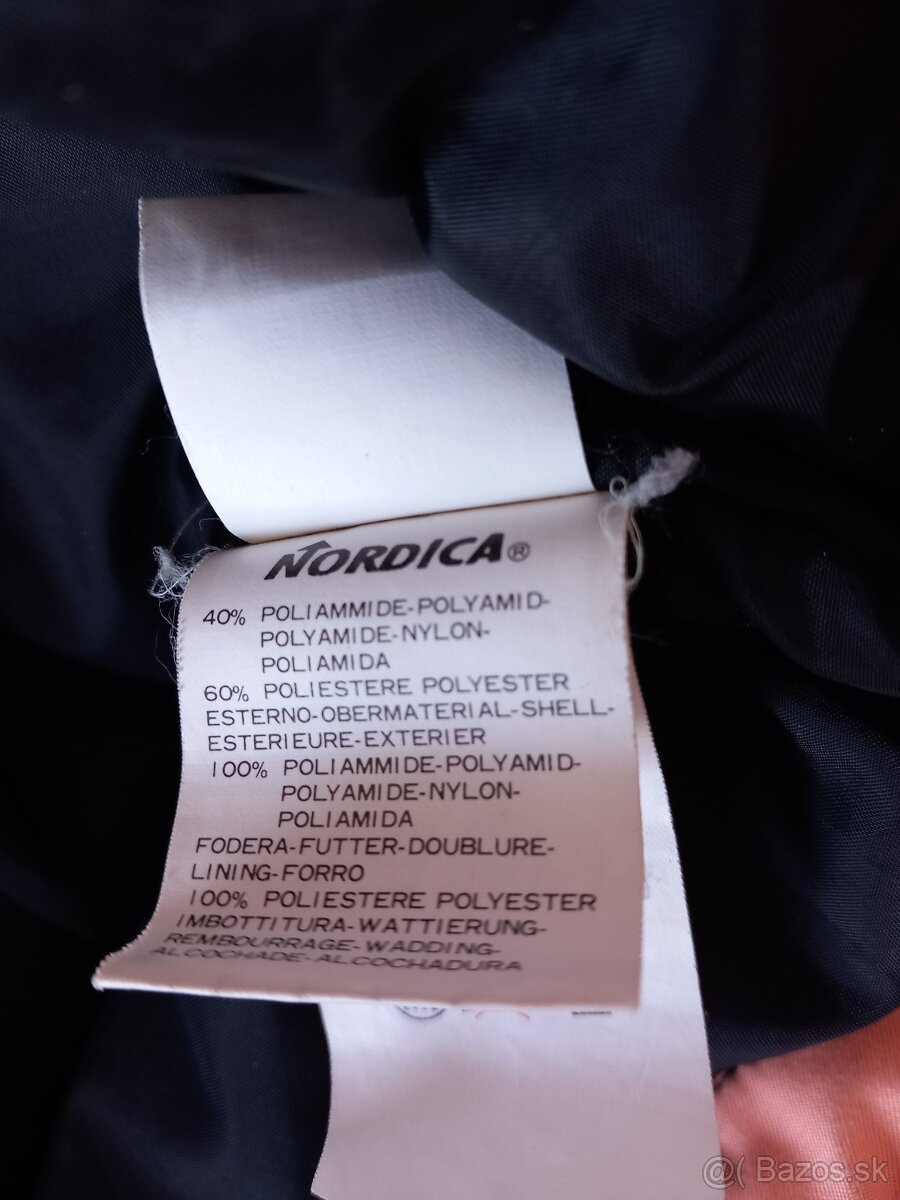 NORDICA®
40% POLIAMMIDE-POLYAMID-
POLYAMIDE-NYLON-
POLIAMIDA
60% POLIESTERE POLYESTER
ESTERNO-OBERMATERIAL-SHELL-
ESTERIEURE-EXTERIER
100% POLIAMMIDE-POLYAMID-
POLYAMIDE-NYLON-
POLIAMIDA
FODERA-FUTTER-DOUBLURE-
LINING-FORRO
100% POLIESTERE POLYESTER
IMBOTTITURA-WATTIERUNG-
REMBOURRAGE-WADDING-
ALCOCHADE-ALCOCHADURA
@( Bazos.sk